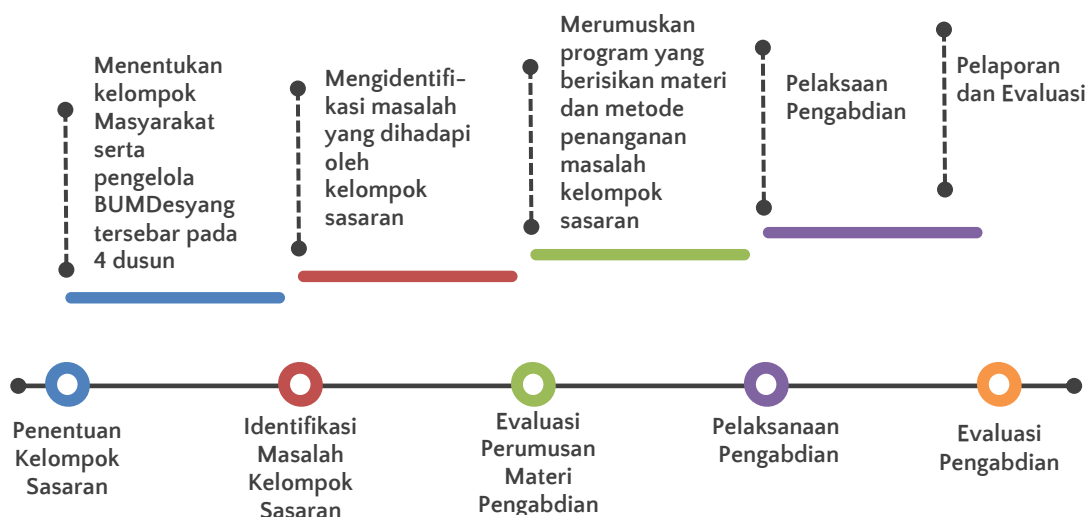 Menentukan
kelompok
Masyarakat
serta
pengelola
BUMDesyang
tersebar pada
4 dusun
Mengidentifi-
kasi masalah
yang dihadapi
oleh
kelompok
sasaran
Merumuskan
program yang
berisikan materi
dan metode
penanganan
masalah
kelompok
sasaran
Pelaksaan
Pengabdian
Pelaporan
dan Evaluasi
Penentuan
Kelompok
Sasaran
Identifikasi
Masalah
Kelompok
Sasaran
Evaluasi
Perumusan
Materi
Pengabdian
Pelaksanaan
Pengabdian
Evaluasi
Pengabdian